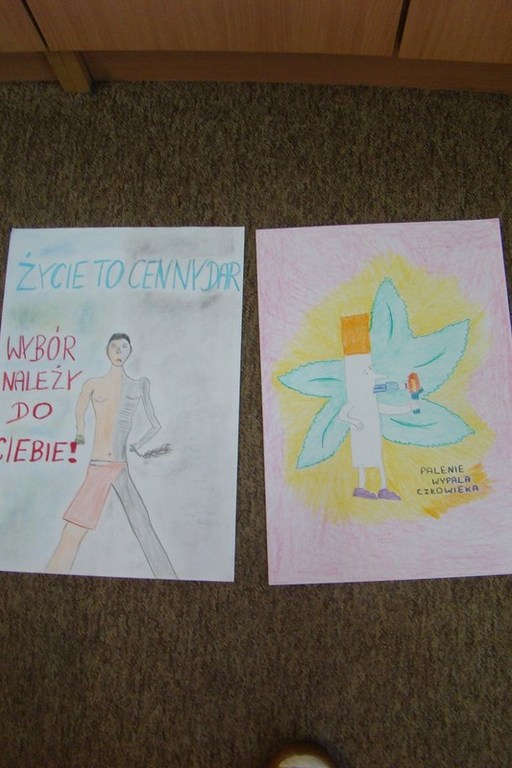 ŻYCIE TO CENNY DAR
WYBÓR
NALEŻY
DO
CIEBIE!
PALENIE
WYPALA
CZŁOWIEKA